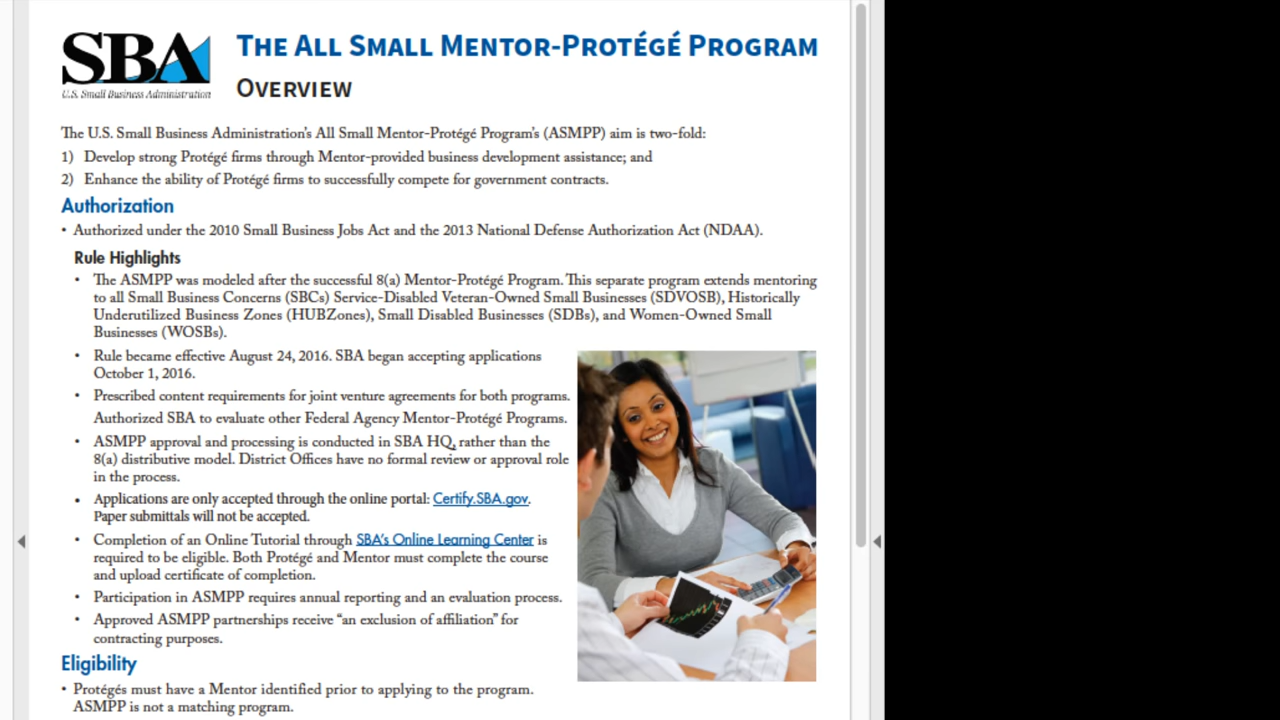 SBA
U.S. Small Business Administration
The All Small Mentor-Protégé Program
Overview
The U.S. Small Business Administration's All Small Mentor-Protégé Program's (ASMPP) aim is two-fold:
1) Develop strong Protégé firms through Mentor-provided business development assistance; and
2) Enhance the ability of Protégé firms to successfully compete for government contracts.
Authorization
• Authorized under the 2010 Small Business Jobs Act and the 2013 National Defense Authorization Act (NDAA).
Rule Highlights
• The ASMPP was modeled after the successful 8(a) Mentor-Protégé Program. This separate program extends mentoring
to all Small Business Concerns (SBCs) Service-Disabled Veteran-Owned Small Businesses (SDVOSB), Historically
Underutilized Business Zones (HUBZones), Small Disabled Businesses (SDBs), and Women-Owned Small
Businesses (WOSBs).
• Rule became effective August 24, 2016. SBA began accepting applications
October 1, 2016.
• Prescribed content requirements for joint venture agreements for both programs.
Authorized SBA to evaluate other Federal Agency Mentor-Protégé Programs.
• ASMPP approval and processing is conducted in SBA HQ, rather than the
8(a) distributive model. District Offices have no formal review or approval role
in the process.
• Applications are only accepted through the online portal: Certify.SBA.gov.
Paper submittals will not be accepted.
• Completion of an Online Tutorial through SBA's Online Learning Center is
required to be eligible. Both Protégé and Mentor must complete the course
and upload certificate of completion.
• Participation in ASMPP requires annual reporting and an evaluation process.
• Approved ASMPP partnerships receive "an exclusion of affiliation" for
contracting purposes.
Eligibility
• Protégés must have a Mentor identified prior to applying to the program.
ASMPP is not a matching program.